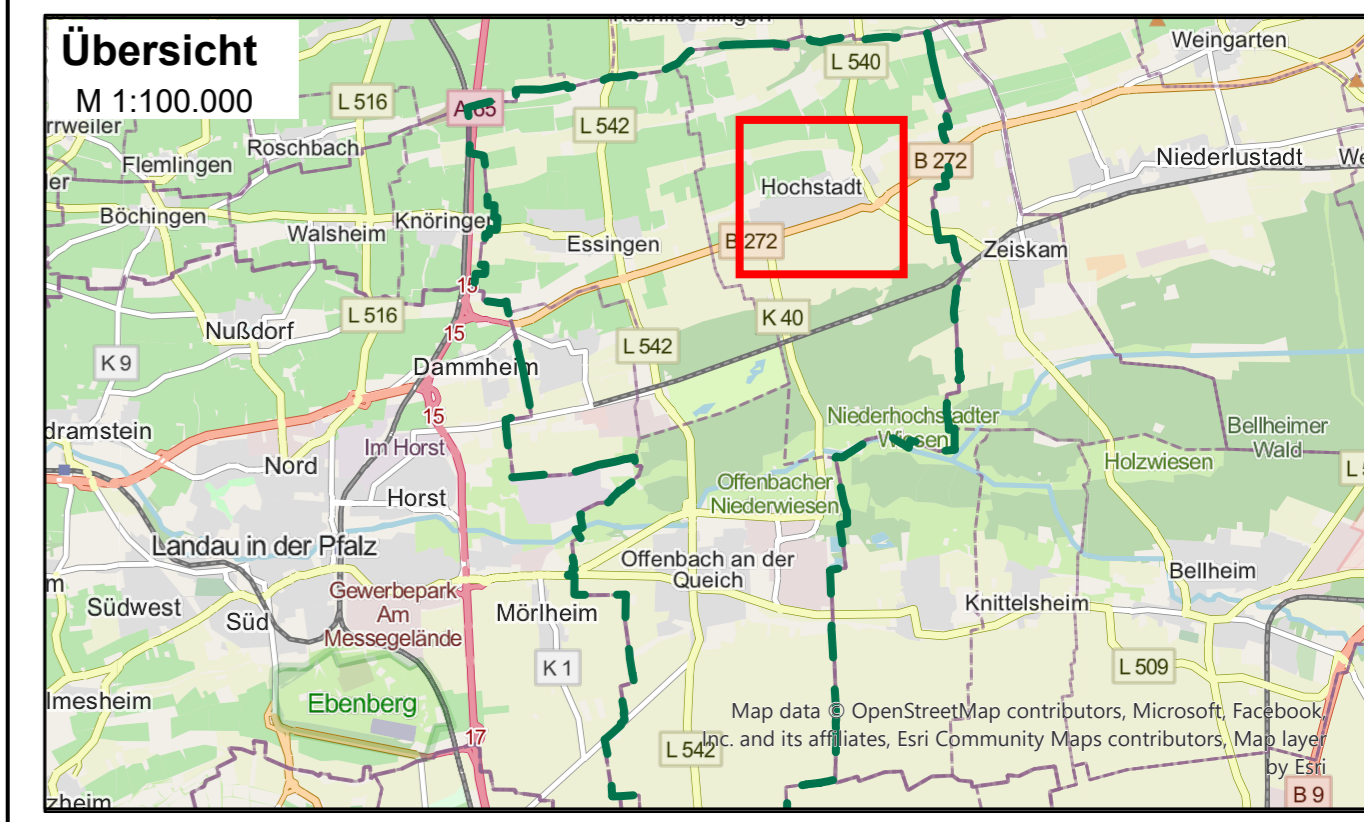 Übersicht
M 1:100.000
Weingarten
L 540
L 516
A 65
L 542
Roschbach
Flemlingen
B 272
Niederlustadt
Hochstadt
Böchingen
Knöringen
Walsheim
Essingen
B 272
Zeiskam
15
L 516
K 40
Nußdorf
15
L 542
K 9
Dammheim
15
Niederhochstadter
Wiesen
Bellheimer
Wald
Im Horst
Nord
Holzwiesen
Horst
Offenbacher
Niederwiesen
Landau in der Pfalz
Offenbach an der
Queich
Bellheim
Gewerbepark
Am
Messegelände
Südwest
Süd
Mörlheim
Knittelsheim
K 1
L 509
Ebenberg
17
L 542
Map data © OpenStreetMap contributors, Microsoft, Facebook,
Inc. and its affiliates, Esri Community Maps contributors, Map layer
by Esri
B 9